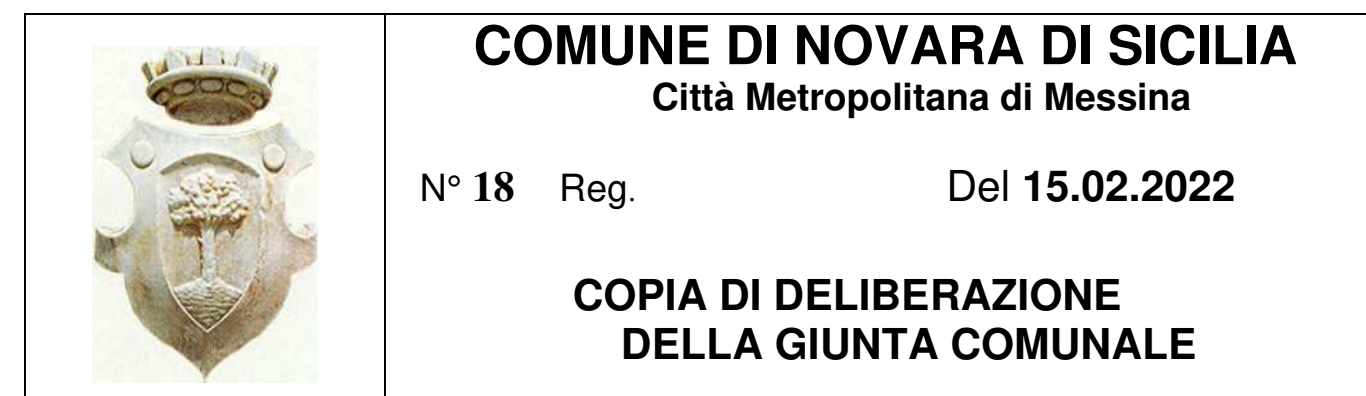 COMUNE DI NOVARA DI SICILIA
Città Metropolitana di Messina
N° 18 Reg. Del 15.02.2022
COPIA DI DELIBERAZIONE
DELLA GIUNTA COMUNALE